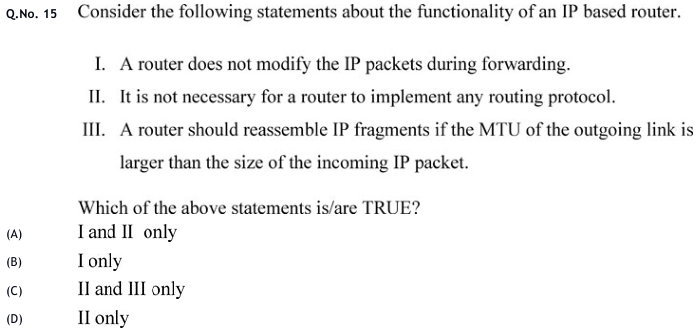 Q.No. 15 Consider the following statements about the functionality of an IP based router.
I. A router does not modify the IP packets during forwarding.
II. It is not necessary for a router to implement any routing protocol.
III. A router should reassemble IP fragments if the MTU of the outgoing link is
larger than the size of the incoming IP packet.
Which of the above statements is/are TRUE?
(A) I and II only
(B) I only
(C) II and III only
(D) II only